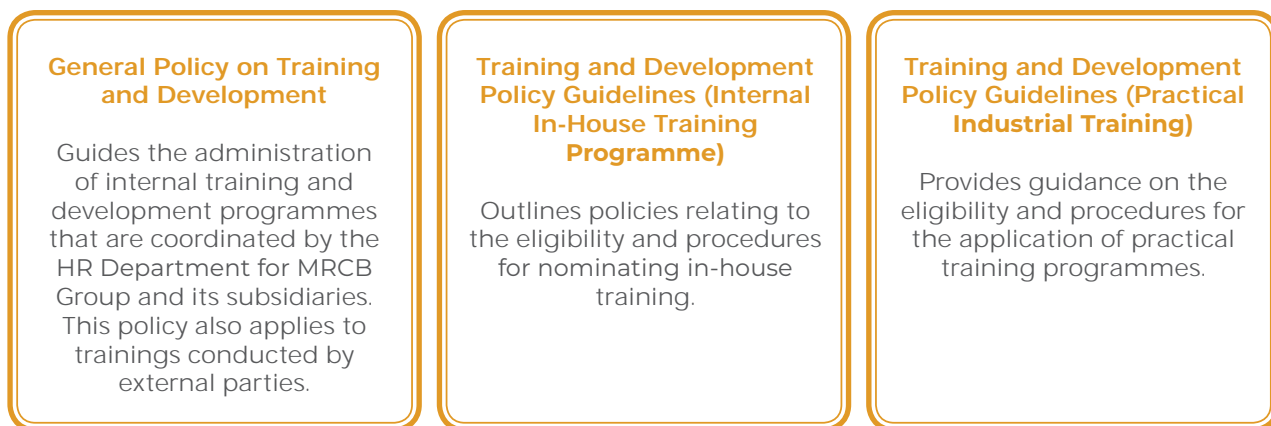 General Policy on Training
and Development
Guides the administration
of internal training and
development programmes
that are coordinated by the
HR Department for MRCB
Group and its subsidiaries.
This policy also applies to
trainings conducted by
external parties.
Training and Development
Policy Guidelines (Internal
In-House Training
Programme)
Outlines policies relating to
the eligibility and procedures
for nominating in-house
training.
Training and Development
Policy Guidelines (Practical
Industrial Training)
Provides guidance on the
eligibility and procedures for
the application of practical
training programmes.